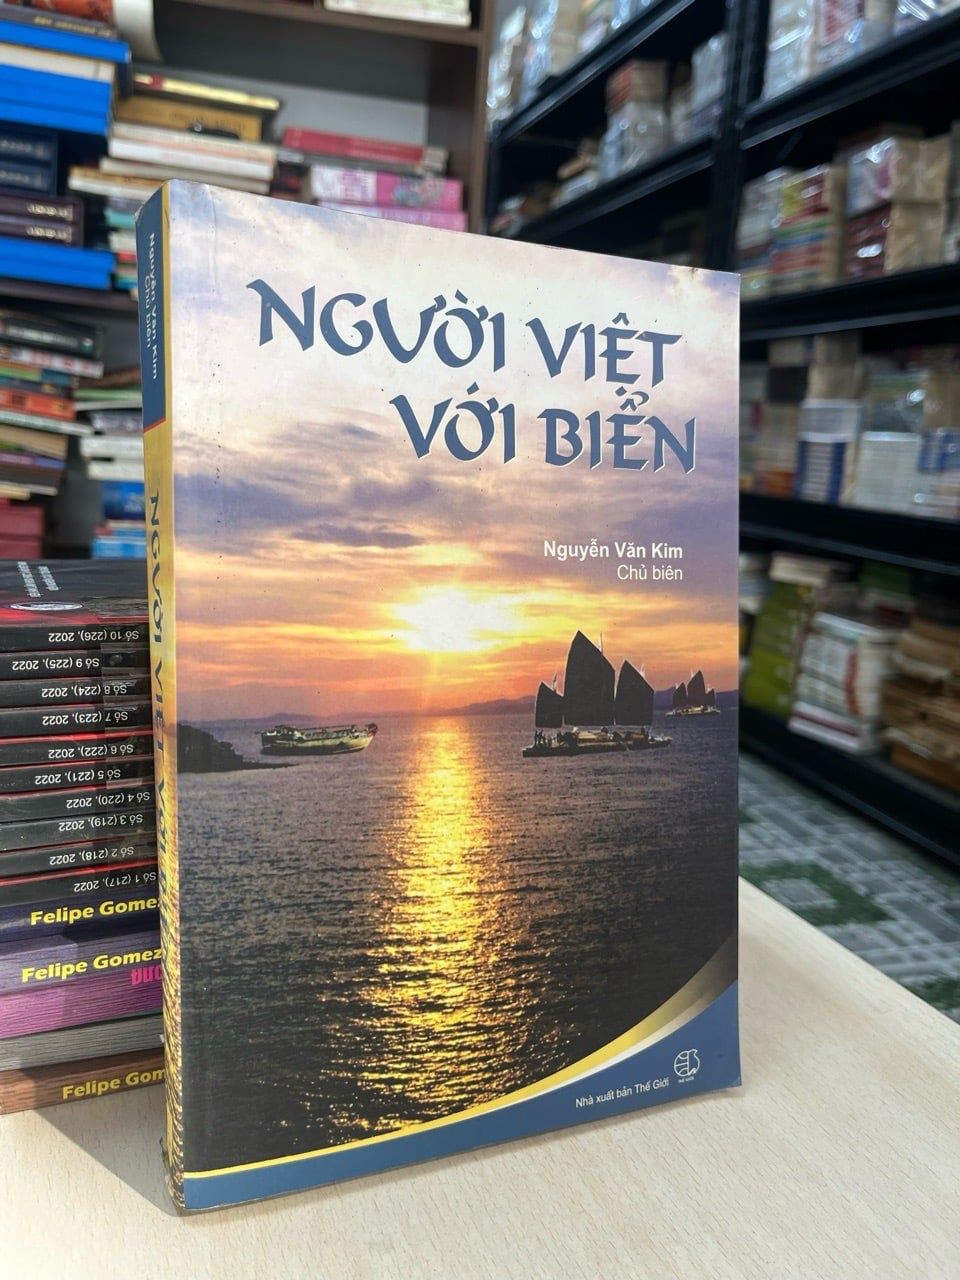 NGƯỜI VIỆT
VỚI BIỂN
Nguyễn Văn Kim
Chủ biên
Nhà xuất bản Thế Giới
THẾ GIỚI
Nguyễn Văn Kim
Chủ biên
NGƯỜI VIỆT VỚI
Số 10 (226), 2022
Số 9 (225), 2022
Số 8 (224), 2022
Số 7 (223), 2022
Số 6 (222), 2022
Số 5 (221), 2022
Số 4 (220), 2022
Số 3 (219), 2022
Số 2 (218), 2022
Số 1 (217), 2022
Felipe Gomez
Felipe Gomez
Felipe Gom